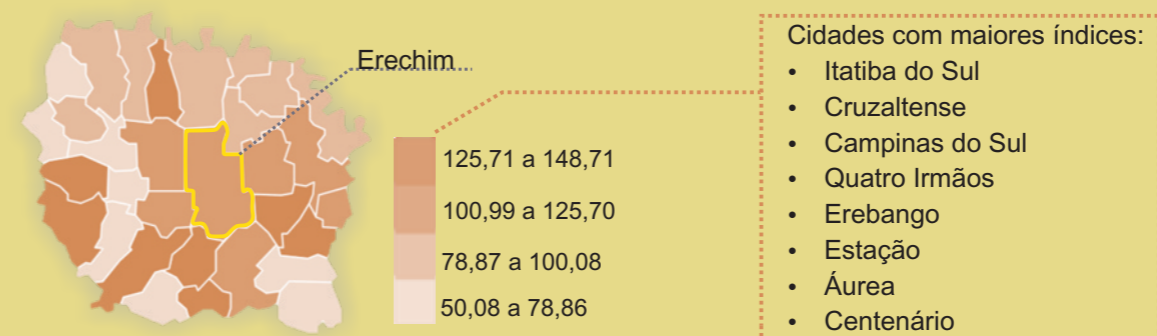 Erechim
125,71 a 148,71
100,99 a 125,70
78,87 a 100,08
50,08 a 78,86
Cidades com maiores índices:
• Itatiba do Sul
• Cruzaltense
• Campinas do Sul
• Quatro Irmãos
• Erebango
• Estação
• Áurea
• Centenário